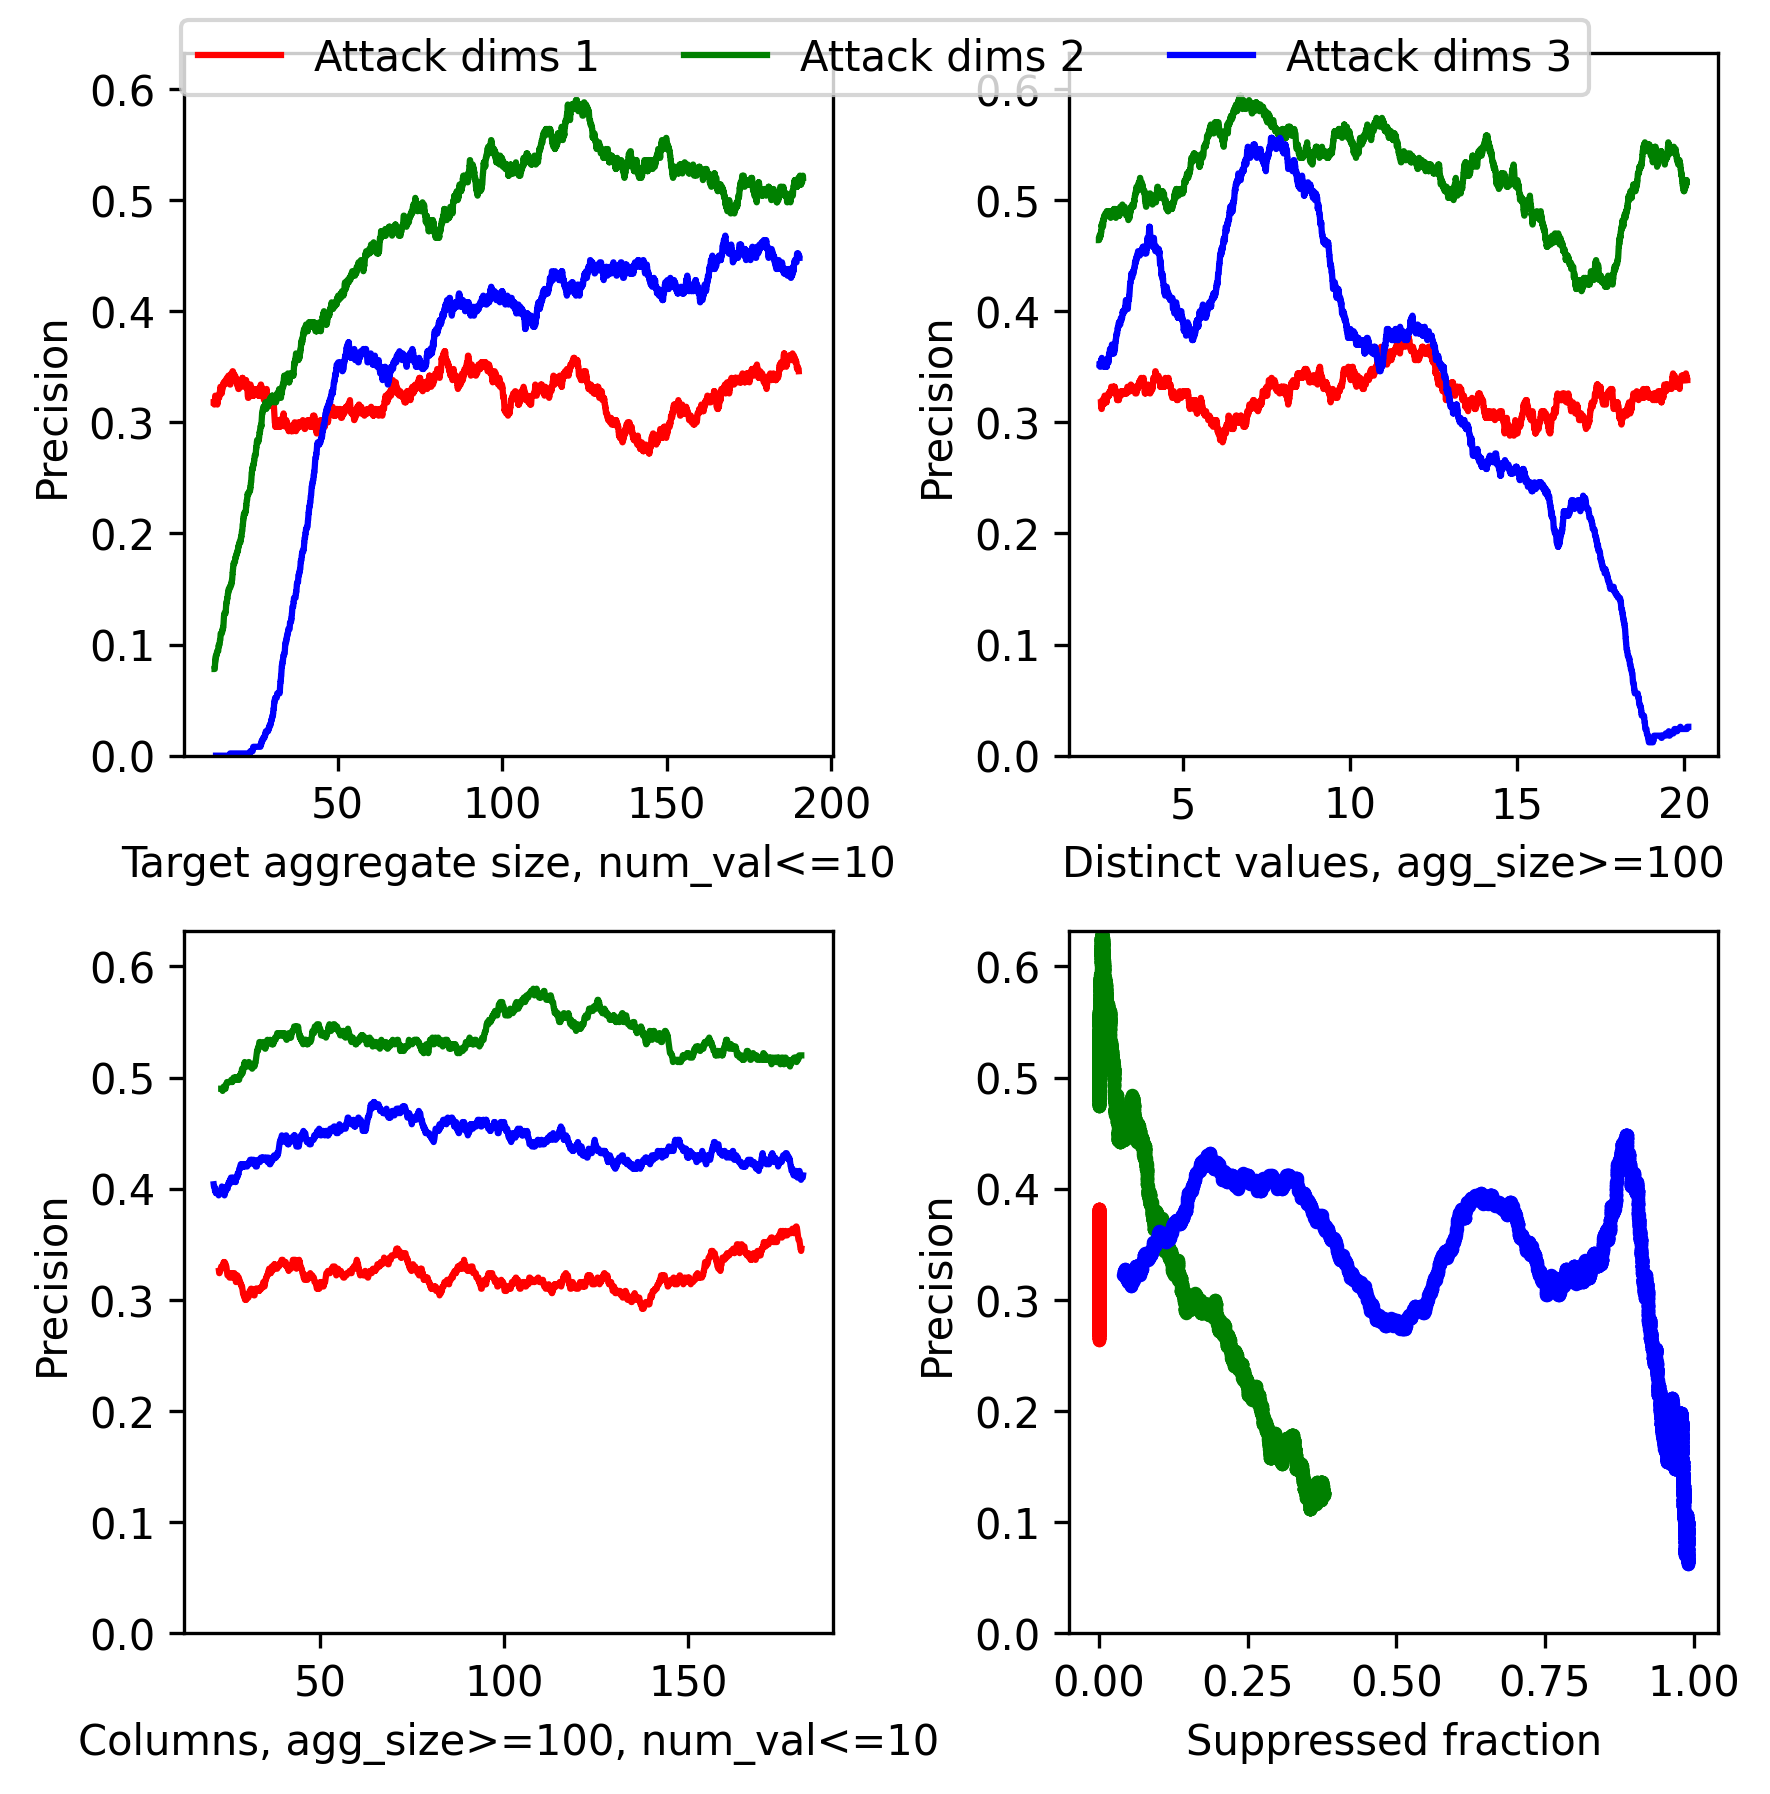 Attack dims 1 Attack dims 2 Attack dims 3
0.6
0.5
0.4
0.3
0.2
0.1
0.0
Precision
50 100 150 200
Target aggregate size, num_val<=10
0.6
0.5
0.4
0.3
0.2
0.1
0.0
Precision
5 10 15 20
Distinct values, agg_size>=100
0.6
0.5
0.4
0.3
0.2
0.1
0.0
Precision
50 100 150
Columns, agg_size>=100, num_val<=10
0.6
0.5
0.4
0.3
0.2
0.1
0.0
Precision
0.00 0.25 0.50 0.75 1.00
Suppressed fraction